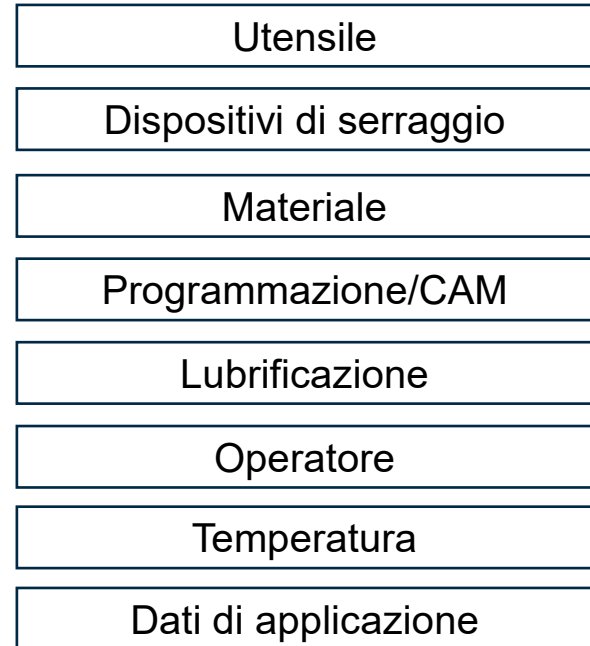 Utensile
Dispositivi di serraggio
Materiale
Programmazione/CAM
Lubrificazione
Operatore
Temperatura
Dati di applicazione